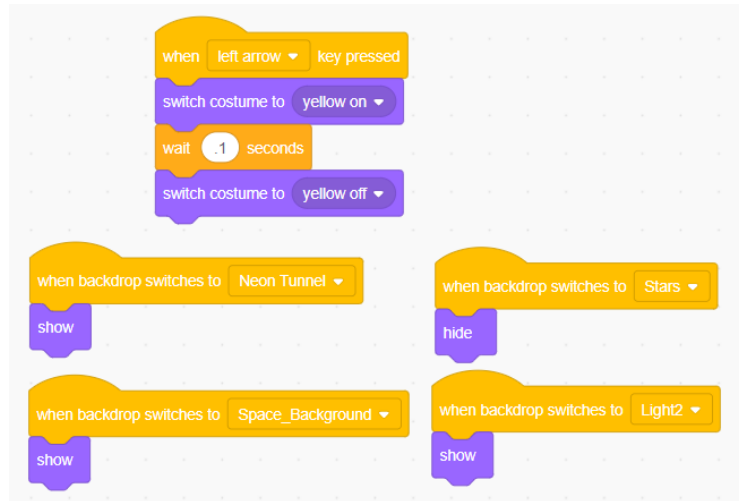 when left arrow key pressed
switch costume to yellow on
wait .1 seconds
switch costume to yellow off
when backdrop switches to Neon Tunnel
show
when backdrop switches to Stars
hide
when backdrop switches to Space_Background
show
when backdrop switches to Light2
show